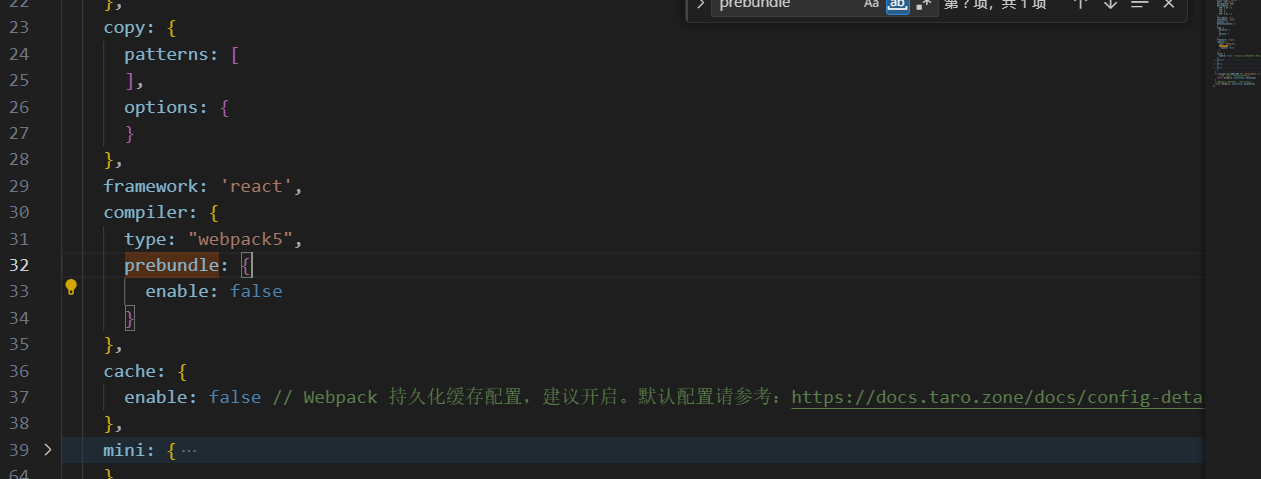 prebundle Aa ab .* 第 ? 项，共 1 项
22 },
23 copy: {
24 patterns: [
25 ],
26 options: {
27 }
28 },
29 framework: 'react',
30 compiler: {
31 type: "webpack5",
32 prebundle: {
33 enable: false
34 }
35 },
36 cache: {
37 enable: false // Webpack 持久化缓存配置，建议开启。默认配置请参考：https://docs.taro.zone/docs/config-deta
38 },
39 mini: { ···
64 }